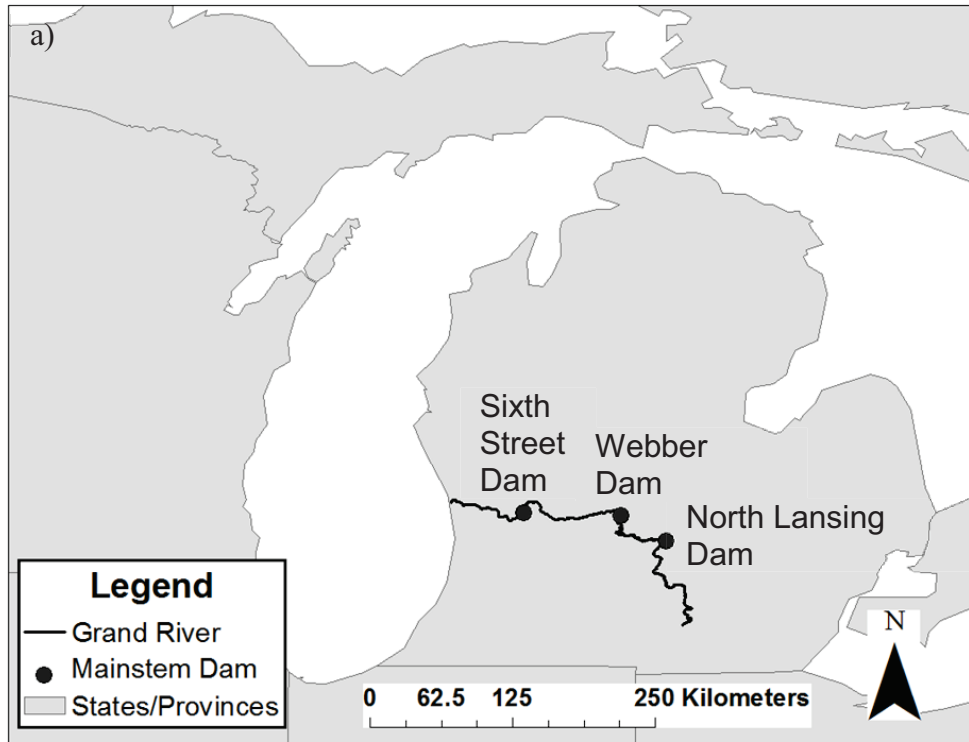 a)
Sixth
Street
Dam
Webber
Dam
North Lansing
Dam
Legend
Grand River
Mainstem Dam
States/Provinces
N
0 62.5 125 250 Kilometers